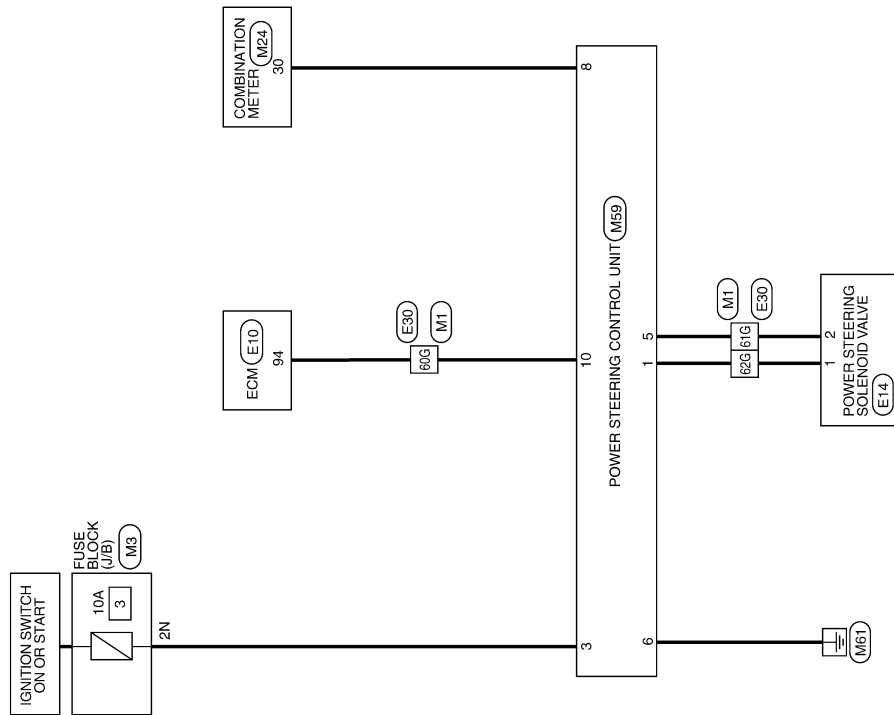 IGNITION SWITCH
ON OR START
FUSE
BLOCK
(J/B)
M3
10A
3
2N
ECM
E10
94
COMBINATION
METER
M24
30
E30
M1
60G
3
10
8
POWER STEERING CONTROL UNIT
M59
6
1
5
M1
E30
62G
61G
1
2
POWER STEERING
SOLENOID VALVE
E14
M61